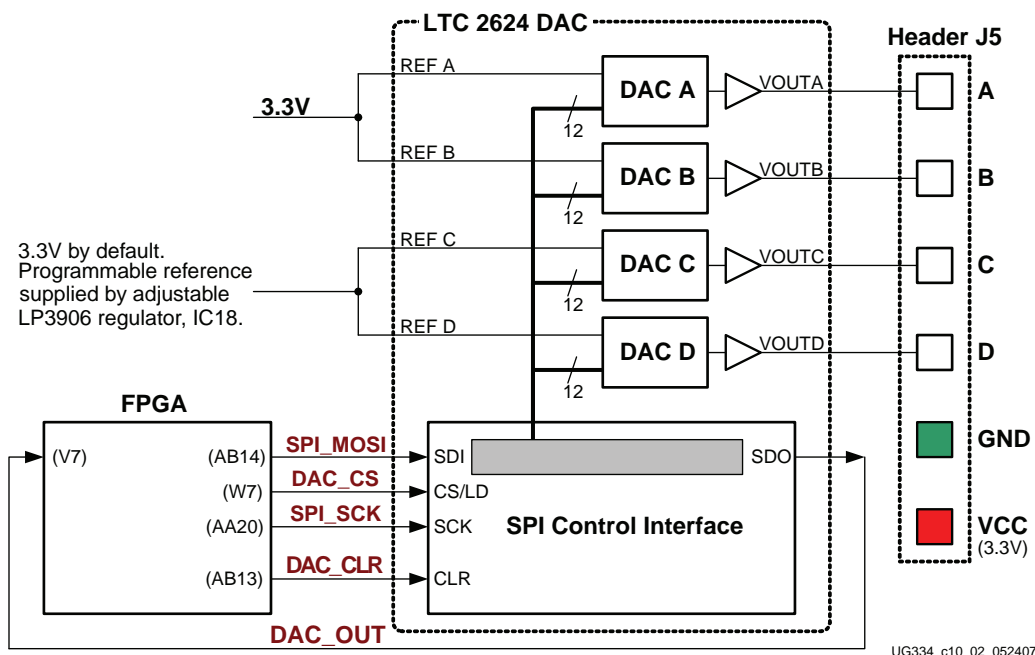 LTC 2624 DAC
Header J5
REF A
DAC A
VOUTA
A
3.3V
12
REF B
DAC B
VOUTB
B
12
3.3V by default.
Programmable reference
supplied by adjustable
LP3906 regulator, IC18.
REF C
DAC C
VOUTC
C
12
REF D
DAC D
VOUTD
D
12
FPGA
GND
(V7)
(AB14)
SPI_MOSI
SDI
SDO
(W7)
DAC_CS
CS/LD
(AA20)
SPI_SCK
SCK
SPI Control Interface
VCC
(3.3V)
(AB13)
DAC_CLR
CLR
DAC_OUT
UG334_c10_02_052407